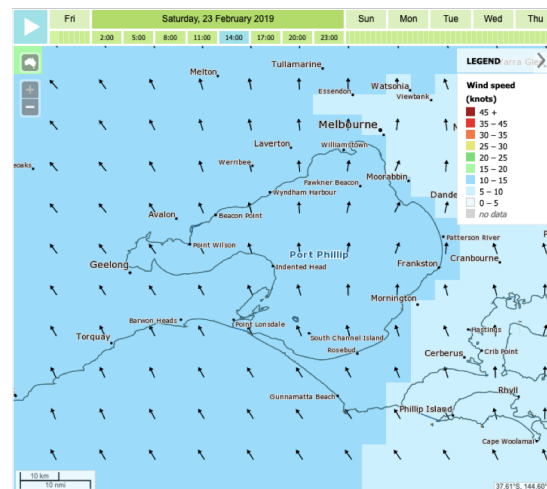 Fri
Saturday, 23 February 2019
Sun
Mon
Tue
Wed
Thu
2:00
5:00
8:00
11:00
14:00
17:00
20:00
23:00
LEGEND
Wind speed
(knots)
45 +
35 – 45
30 – 35
25 – 30
20 – 25
15 – 20
10 – 15
5 – 10
0 – 5
no data
Tullamarine
Melton
Watsonia
Essendon
Viewbank
Melbourne
Laverton
Williamstown
Werribee
Moorabbin
Fawkner Beacon
Wyndham Harbour
Dande
Avalon
Beacon Point
Patterson River
Point Wilson
Port Phillip
Cranbourne
Geelong
Indented Head
Frankston
Mornington
Barwon Heads
Point Lonsdale
Hastings
Torquay
South Channel Island
Rosebud
Cerberus
Crib Point
Rhyll
Gunnamatta Beach
Phillip Island
Cape Woolamai
10 km
10 nmi
37.61°S, 144.60°